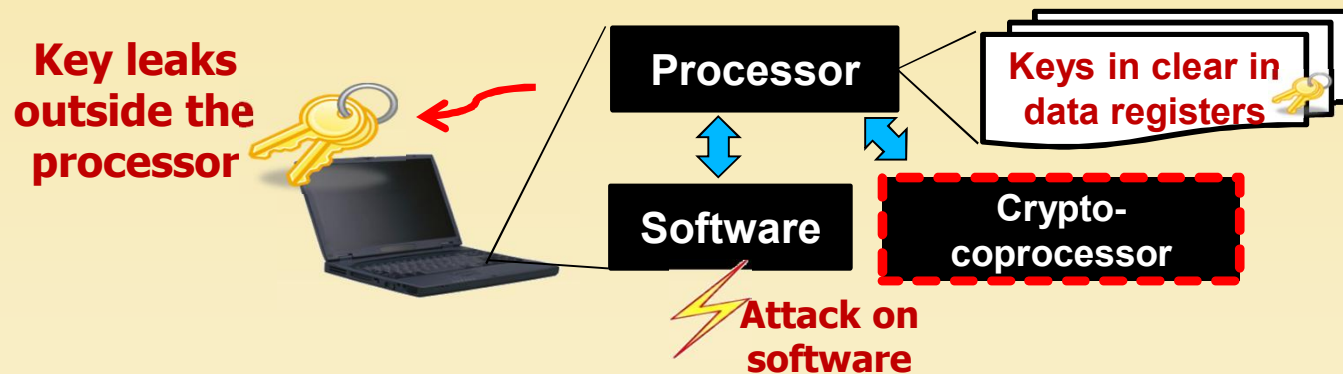 Key leaks
outside the
processor
Processor
Keys in clear in
data registers
Software
Crypto-
coprocessor
Attack on
software